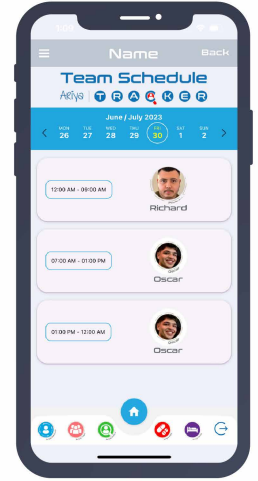 Name
Back
Team Schedule
Ariya TRACKER
June / July 2023
MON TUE WED THU FRI SAT SUN
26 27 28 29 30 1 2
12:00 AM - 08:00 AM
Richard
07:00 AM - 01:00 PM
Oscar
01:00 PM - 12:00 AM
Oscar